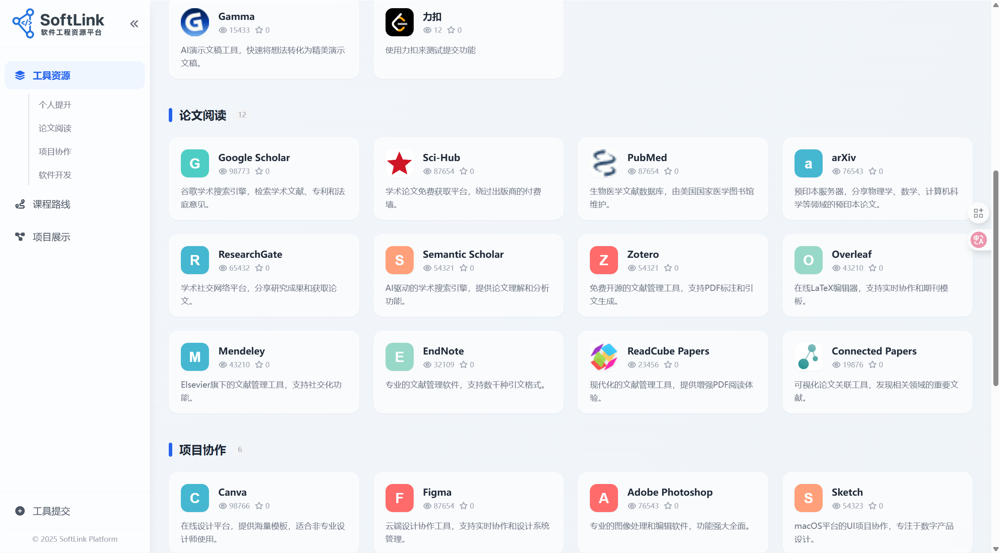 SoftLink
软件工程资源平台
工具资源
个人提升
论文阅读
项目协作
软件开发
课程路线
项目展示
工具提交
© 2025 SoftLink Platform
Gamma
15433 0
AI演示文稿工具，快速将想法转化为精美演示
文稿。
力扣
12 0
使用力扣来测试提交功能
论文阅读 12
G
Google Scholar
98773 0
谷歌学术搜索引擎，检索学术文献、专利和法
庭意见。
Sci-Hub
87654 0
学术论文免费获取平台，绕过出版商的付费
墙。
PubMed
87654 0
生物医学文献数据库，由美国国家医学图书馆
维护。
a
arXiv
76543 0
预印本服务器，分享物理学、数学、计算机科
学等领域的预印本论文。
R
ResearchGate
65432 0
学术社交网络平台，分享研究成果和获取论
文。
S
Semantic Scholar
54321 0
AI驱动的学术搜索引擎，提供论文理解和分析
功能。
Z
Zotero
54321 0
免费开源的文献管理工具，支持PDF标注和引
文生成。
O
Overleaf
43210 0
在线LaTeX编辑器，支持实时协作和期刊模
板。
M
Mendeley
43210 0
Elsevier旗下的文献管理工具，支持社交化功
能。
E
EndNote
32109 0
专业的文献管理软件，支持数千种引文格式。
ReadCube Papers
23456 0
现代化的文献管理工具，提供增强PDF阅读体
验。
Connected Papers
19876 0
可视化论文关联工具，发现相关领域的重要文
献。
项目协作 6
C
Canva
98766 0
在线设计平台，提供海量模板，适合非专业设
计师使用。
F
Figma
87654 0
云端设计协作工具，支持实时协作和设计系统
管理。
A
Adobe Photoshop
76543 0
专业的图像处理和编辑软件，功能强大全面。
S
Sketch
54323 0
macOS平台的UI项目协作，专注于数字产品
设计。